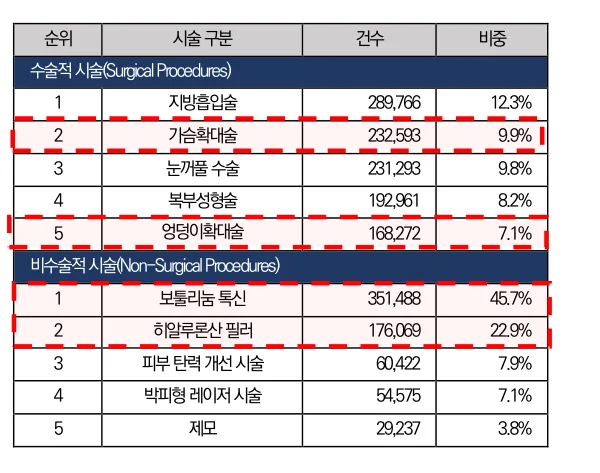 순위 시술 구분 건수 비중
수술적 시술(Surgical Procedures)
1 지방흡입술 289,766 12.3%
2 가슴확대술 232,593 9.9%
3 눈꺼풀 수술 231,293 9.8%
4 복부성형술 192,961 8.2%
5 엉덩이확대술 168,272 7.1%
비수술적 시술(Non-Surgical Procedures)
1 보툴리눔 톡신 351,488 45.7%
2 히알루론산 필러 176,069 22.9%
3 피부 탄력 개선 시술 60,422 7.9%
4 박피형 레이저 시술 54,575 7.1%
5 제모 29,237 3.8%